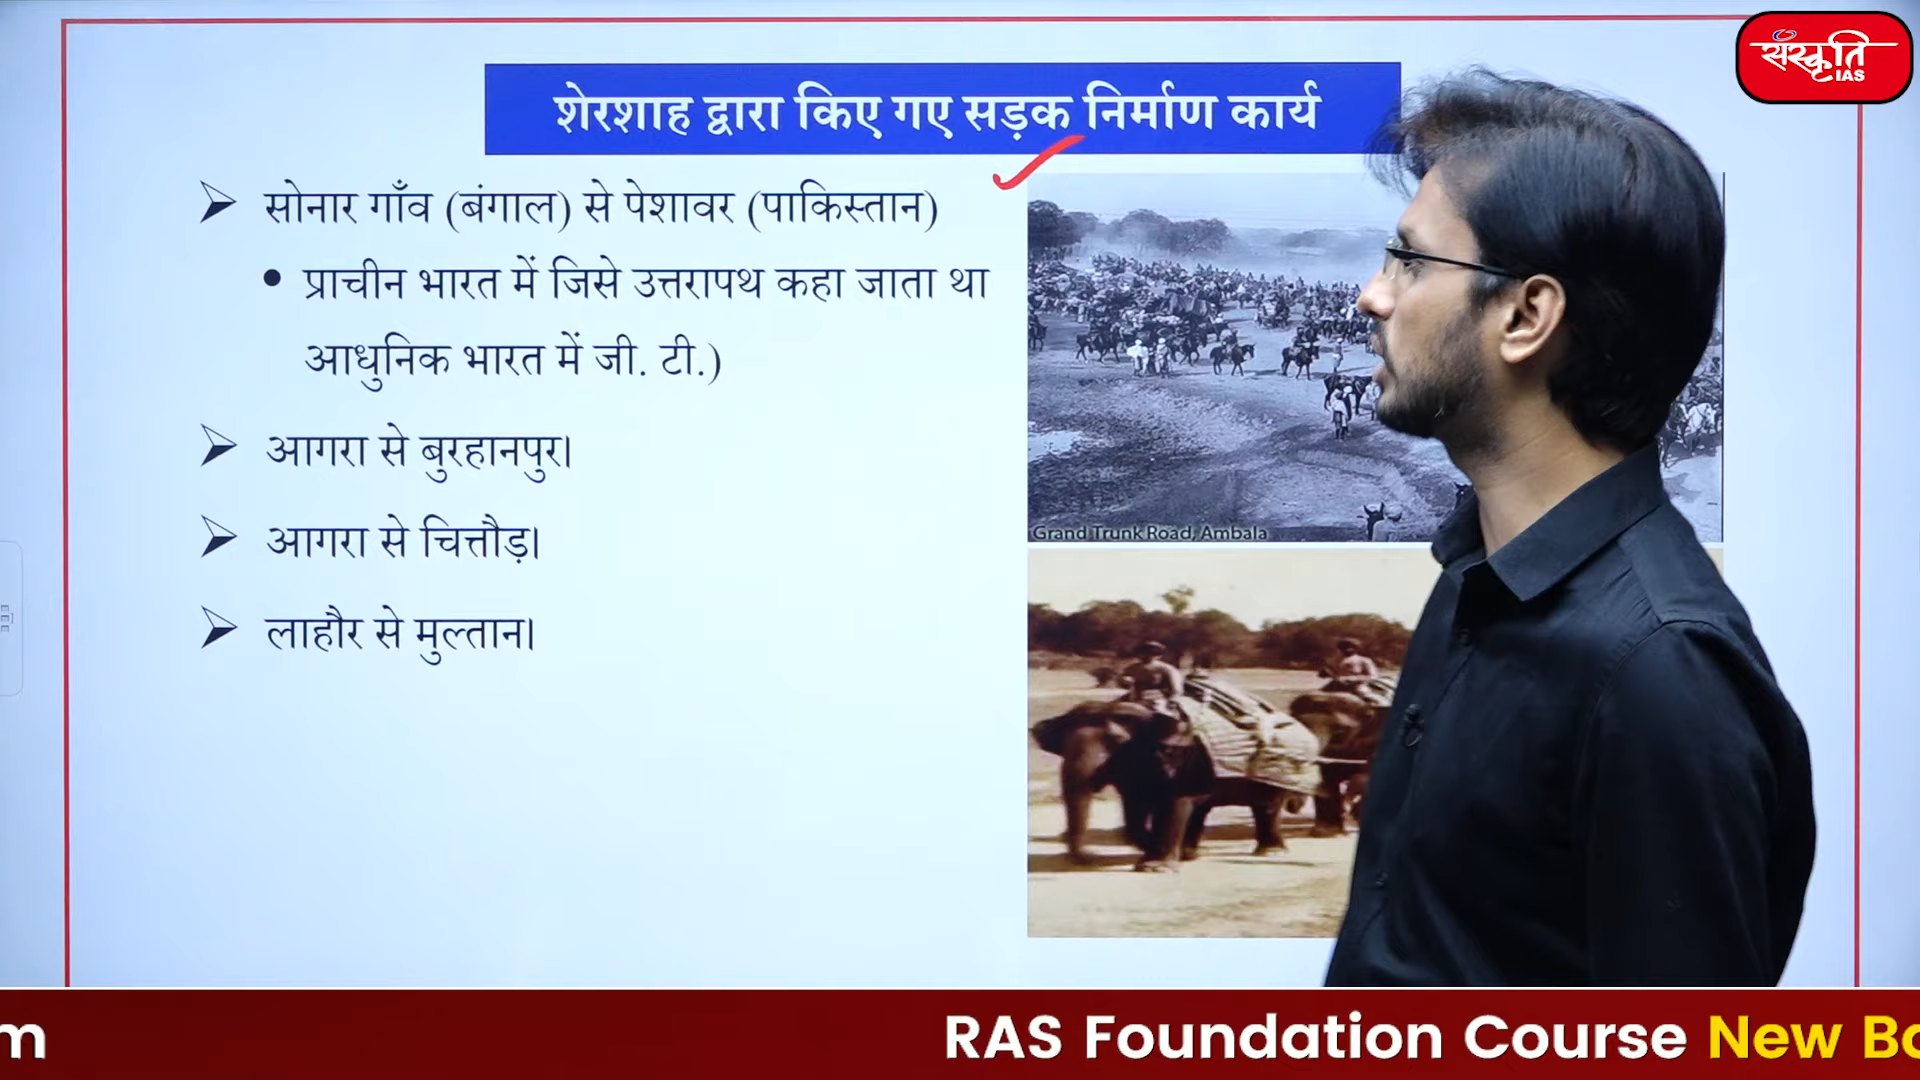 संस्कृति
IAS
शेरशाह द्वारा किए गए सड़क निर्माण कार्य
सोनार गाँव (बंगाल) से पेशावर (पाकिस्तान)
प्राचीन भारत में जिसे उत्तरापथ कहा जाता था
आधुनिक भारत में जी. टी.)
आगरा से बुरहानपुर।
आगरा से चित्तौड़।
लाहौर से मुल्तान।
Grand Trunk Road, Ambala
RAS Foundation Course New